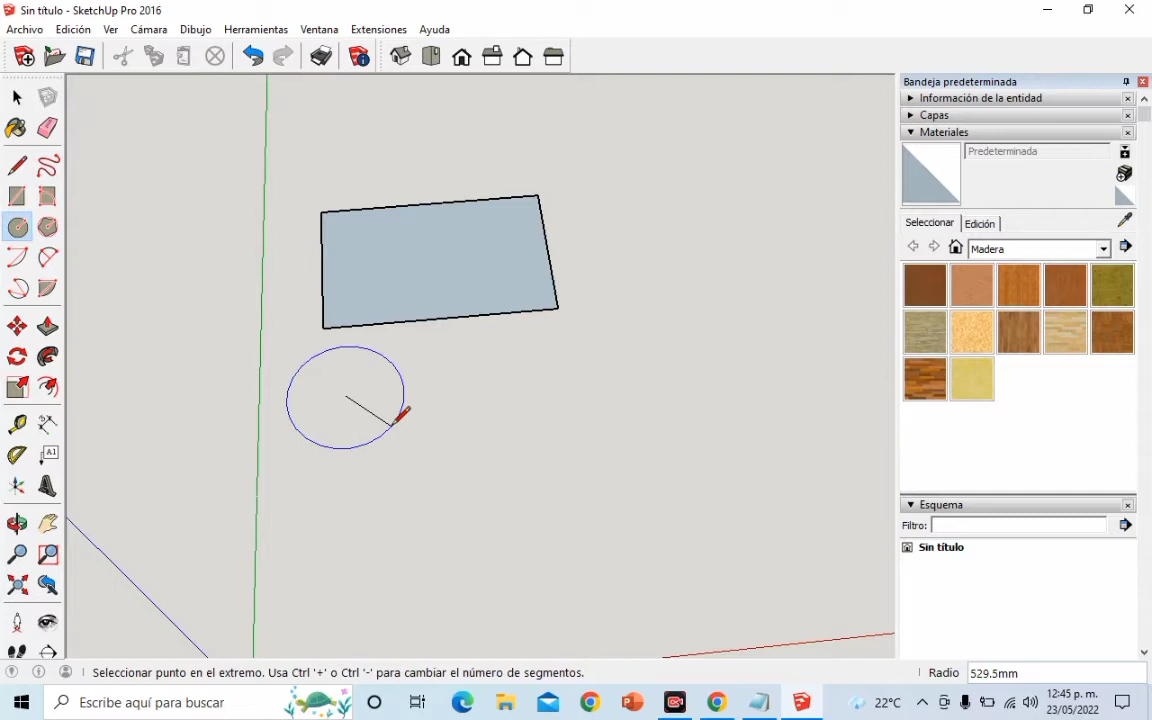 Sin título - SketchUp Pro 2016
Archivo Edición Ver Cámara Dibujo Herramientas Ventana Extensiones Ayuda
Bandeja predeterminada
Información de la entidad
Capas
Materiales
Predeterminada
Seleccionar Edición
Madera
Esquema
Filtro:
Sin título
A1
Seleccionar punto en el extremo. Usa Ctrl '+' o Ctrl '-' para cambiar el número de segmentos.
Radio 529.5mm
Escribe aquí para buscar
22°C
12:45 p. m.
23/05/2022